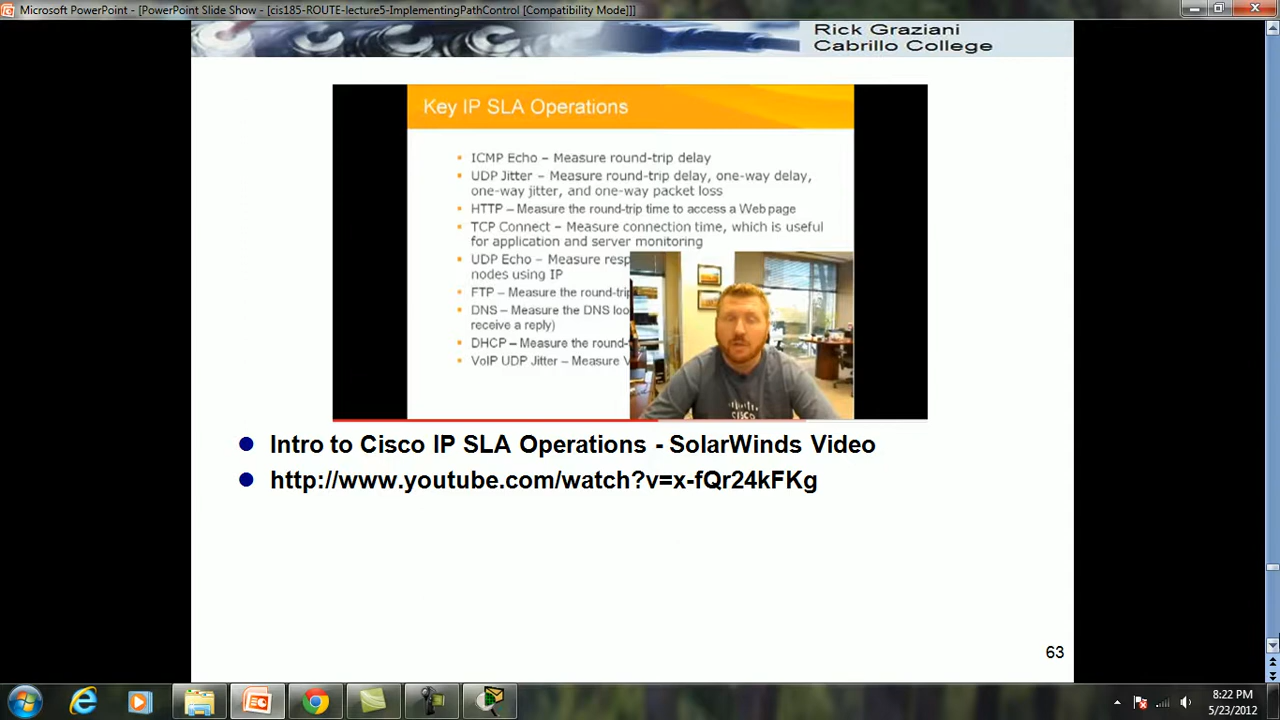 Microsoft PowerPoint - [PowerPoint Slide Show - [cis185-ROUTE-lecture5-ImplementingPathControl [Compatibility Mode]]]
Rick Graziani
Cabrillo College
Key IP SLA Operations
ICMP Echo – Measure round-trip delay
UDP Jitter – Measure round-trip delay, one-way delay,
one-way jitter, and one-way packet loss
HTTP – Measure the round-trip time to access a Web page
TCP Connect – Measure connection time, which is useful
for application and server monitoring
UDP Echo – Measure resp
nodes using IP
FTP – Measure the round-trip
DNS – Measure the DNS loo
receive a reply)
DHCP – Measure the round-
VoIP UDP Jitter – Measure V
CISCO
Intro to Cisco IP SLA Operations - SolarWinds Video
http://www.youtube.com/watch?v=x-fQr24kFKg
63
8:22 PM
5/23/2012